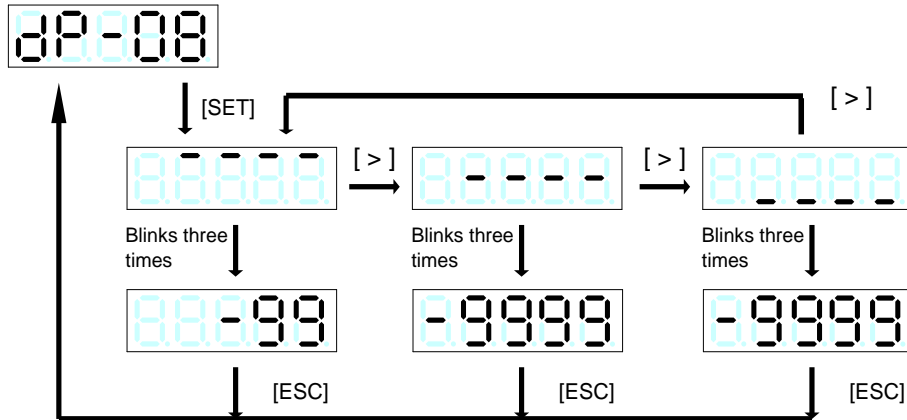 dP-08
[SET]
[ > ]
[ > ]
[ > ]
Blinks three
times
Blinks three
times
Blinks three
times
-99
-9999
-9999
[ESC]
[ESC]
[ESC]